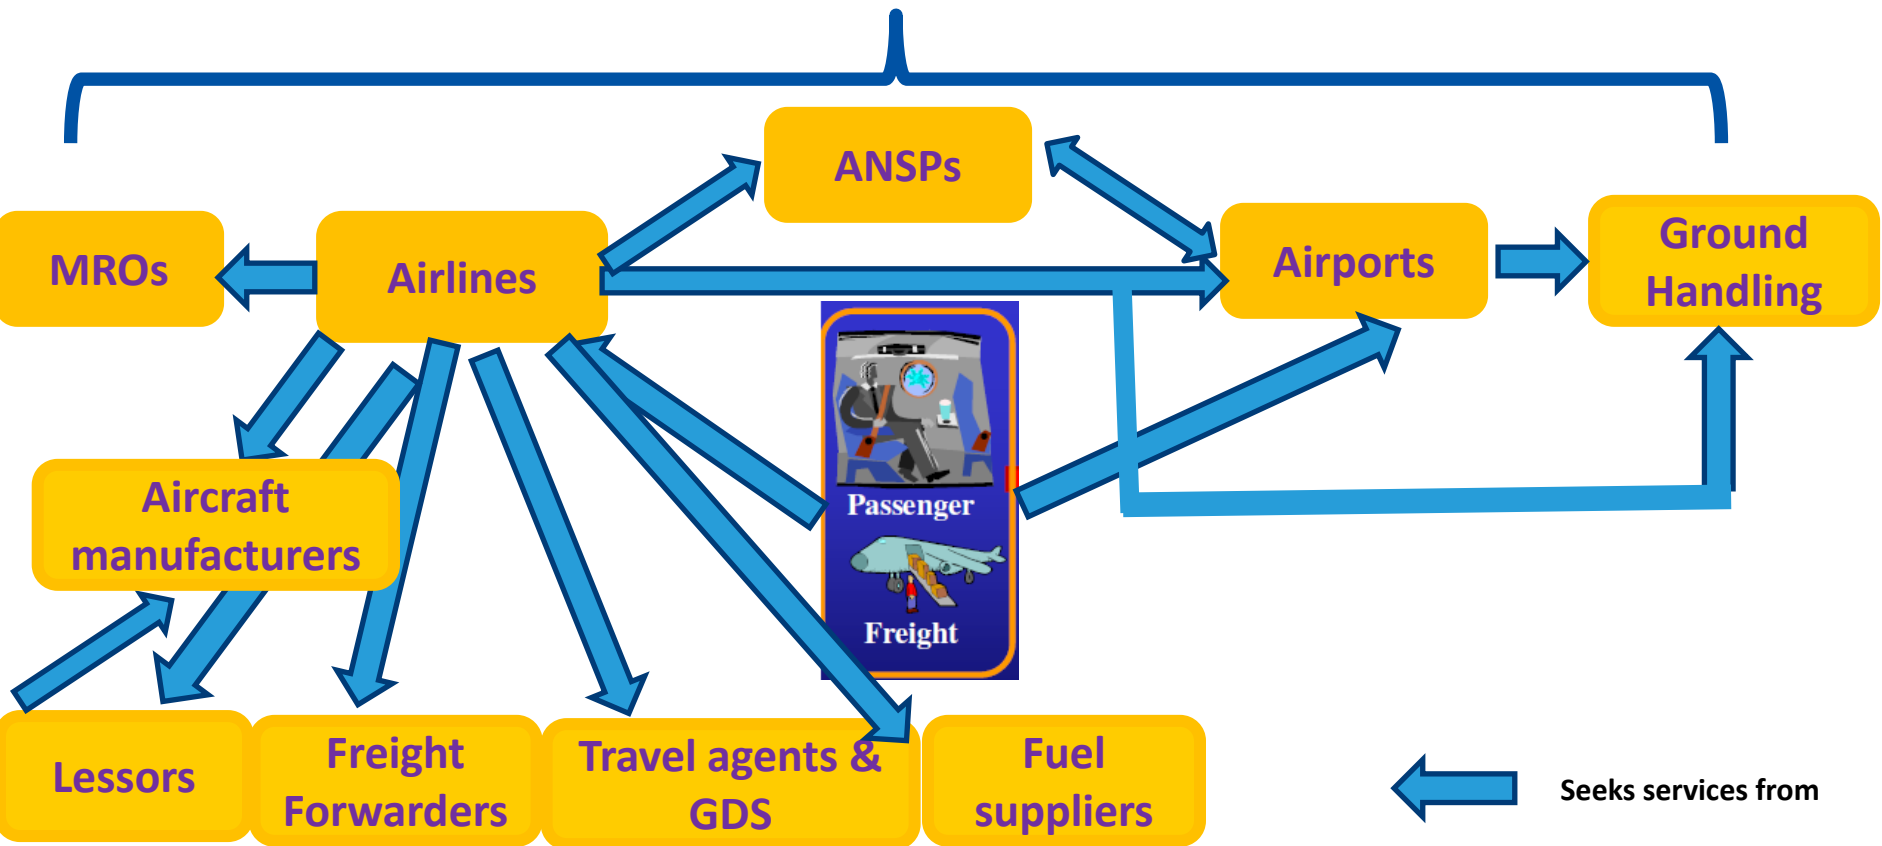 ANSPs
MROs
Airlines
Airports
Ground
Handling
Aircraft
manufacturers
Passenger
Freight
Lessors
Freight
Forwarders
Travel agents &
GDS
Fuel
suppliers
Seeks services from